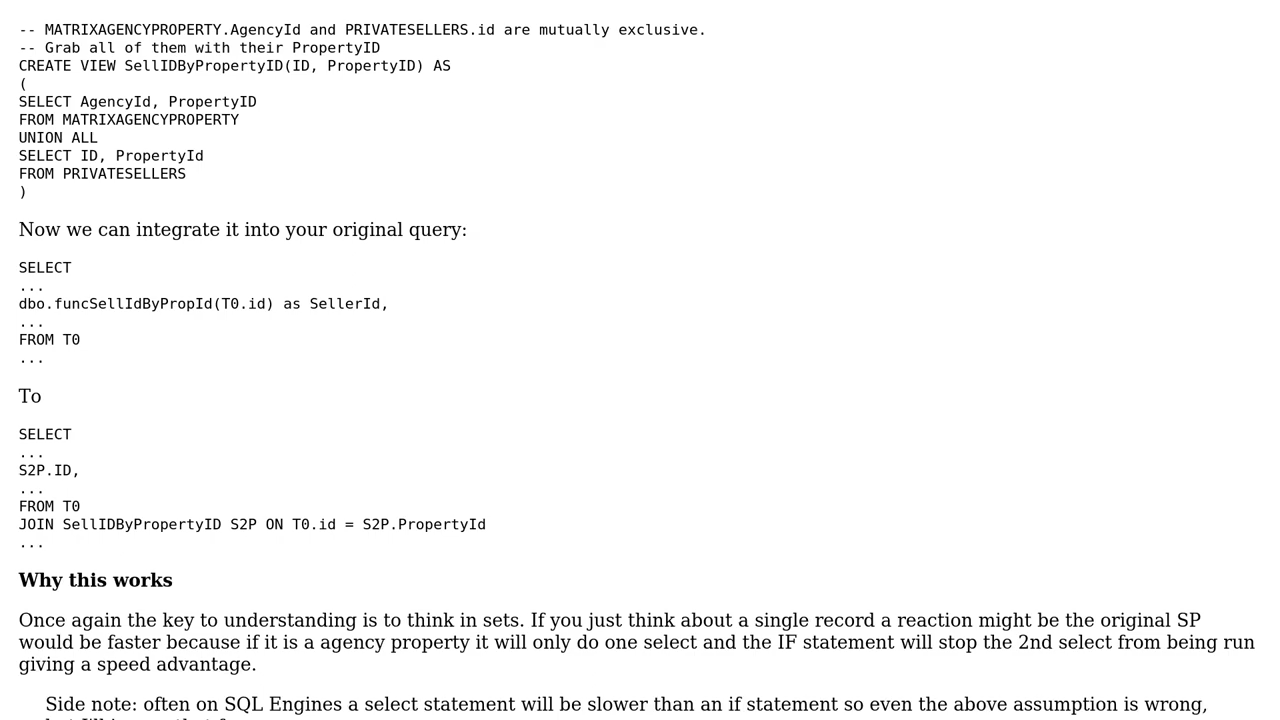 -- MATRIXAGENCYPROPERTY.AgencyId and PRIVATESELLERS.id are mutually exclusive.
-- Grab all of them with their PropertyID
CREATE VIEW SellIDByPropertyID(ID, PropertyID) AS
(
SELECT AgencyId, PropertyID
FROM MATRIXAGENCYPROPERTY
UNION ALL
SELECT ID, PropertyId
FROM PRIVATESELLERS
)
Now we can integrate it into your original query:
SELECT
...
dbo.funcSellIdByPropId(T0.id) as SellerId,
...
FROM T0
...
To
SELECT
...
S2P.ID,
...
FROM T0
JOIN SellIDByPropertyID S2P ON T0.id = S2P.PropertyId
...
Why this works
Once again the key to understanding is to think in sets. If you just think about a single record a reaction might be the original SP
would be faster because if it is a agency property it will only do one select and the IF statement will stop the 2nd select from being run
giving a speed advantage.
Side note: often on SQL Engines a select statement will be slower than an if statement so even the above assumption is wrong,